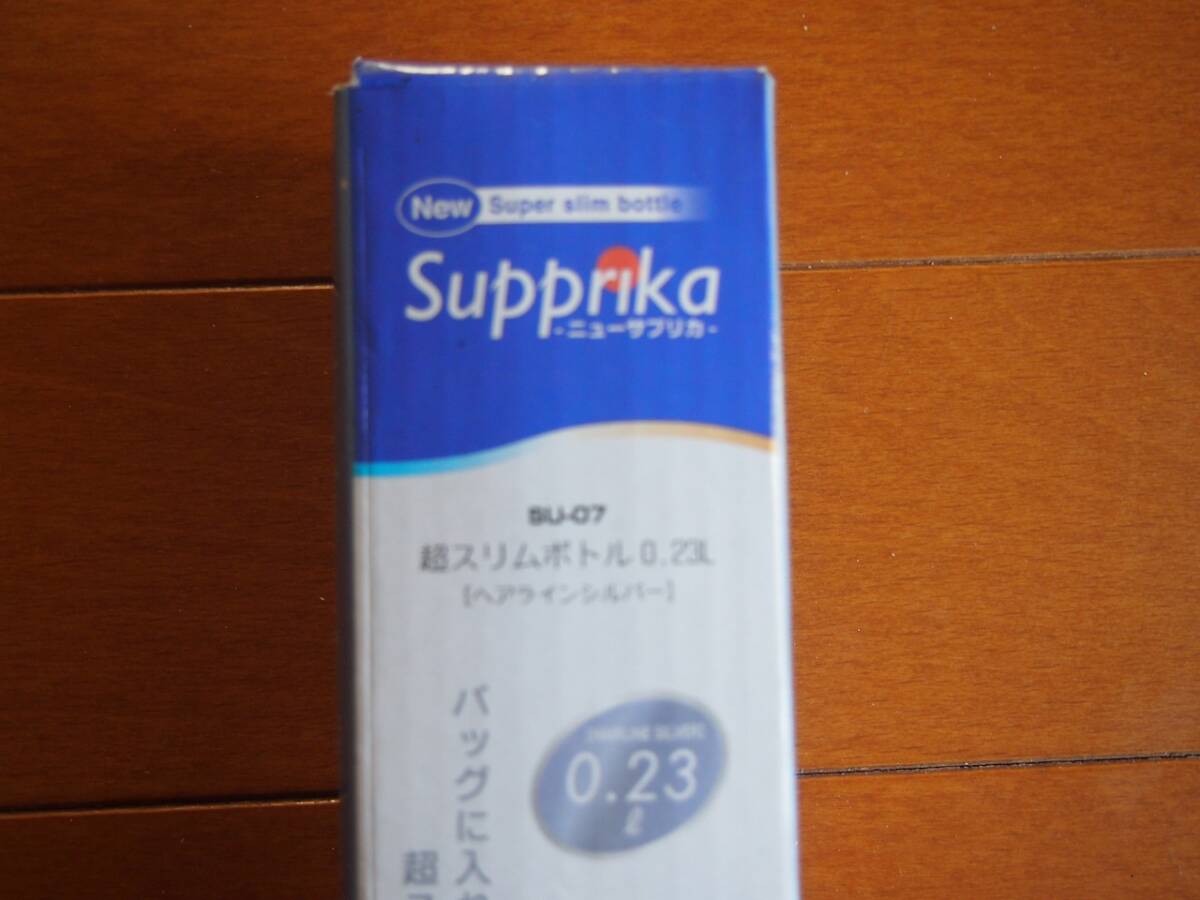 New Super slim bottle
Supprika
-ニューサプリカ-
SU-07
超スリムボトル0.23L
[ヘアラインシルバー]
0.23
ℓ
バッグに入れ
超ス